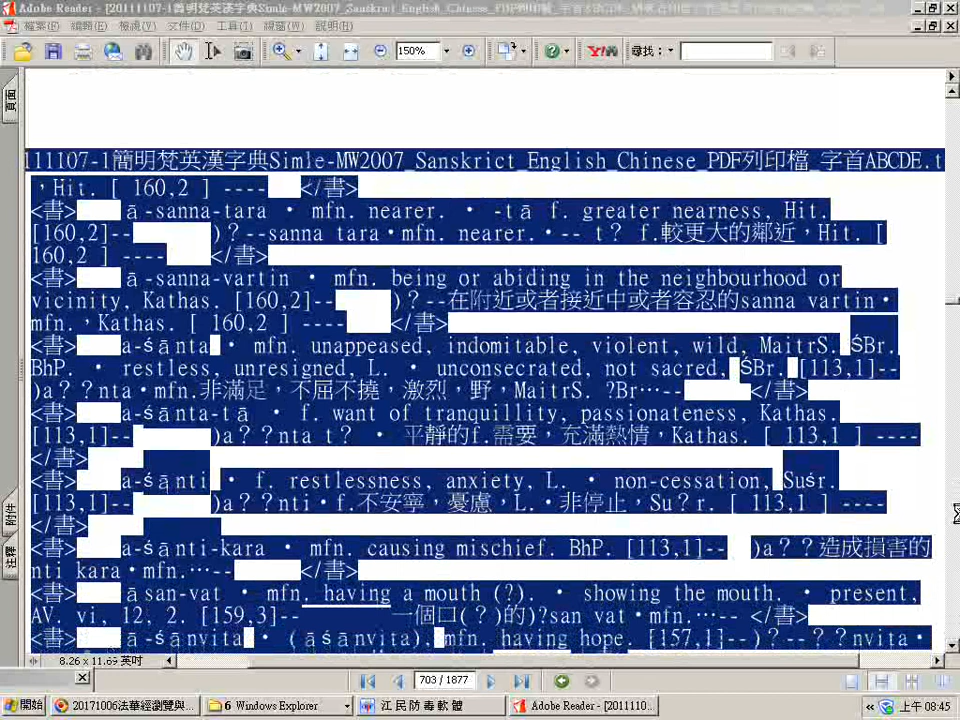 Adobe Reader - [20111107-1簡明梵英漢字典Simle-MW2007_Sanskrict_English_Chinese_PDF列印檔_字首ABCDE.
檔案(F) 編輯(E) 檢視(V) 文件(D) 工具(T) 視窗(W) 說明(H)
150% 尋找:
頁面
111107-1簡明梵英漢字典Simle-MW2007_Sanskrict_English_Chinese_PDF列印檔_字首ABCDE.t
,Hit. [ 160,2 ] ---- </書>
<書> ā-sanna-tara • mfn. nearer. • -tā f. greater nearness, Hit.
[160,2]-- )?--sanna tara•mfn. nearer.•-- t? f.較更大的鄰近,Hit. [
160,2 ] ---- </書>
<書> ā-sanna-vartin • mfn. being or abiding in the neighbourhood or
vicinity, Kathas. [160,2]-- )?--在附近或者接近中或者容忍的sanna vartin•
mfn.,Kathas. [ 160,2 ] ---- </書>
<書> a-śānta • mfn. unappeased, indomitable, violent, wild, MaitrS. ŚBr.
BhP. • restless, unresigned, L. • unconsecrated, not sacred, ŚBr. [113,1]--
)a??nta•mfn.非滿足,不屈不撓,激烈,野,MaitrS. ?Br…-- </書>
<書> a-śānta-tā • f. want of tranquillity, passionateness, Kathas.
[113,1]-- )a??nta t? • 平靜的f.需要,充滿熱情,Kathas. [ 113,1 ] ----
</書>
<書> a-śānti • f. restlessness, anxiety, L. • non-cessation, Suśr.
[113,1]-- )a??nti•f.不安寧,憂慮,L.•非停止,Su?r. [ 113,1 ] ----
</書>
<書> a-śānti-kara • mfn. causing mischief. BhP. [113,1]-- )a??造成損害的
nti kara•mfn.…-- </書>
<書> āsan-vat • mfn. having a mouth (?). • showing the mouth. • present,
AV. vi, 12, 2. [159,3]-- 一個口(?)的)?san vat•mfn.…-- </書>
<書> ā-śānvita • (āśānvita). mfn. having hope. [157,1]-- )?--??nvita•
附件
注釋
8.26 x 11.69 英吋
703 / 1877
開始 20171006法華經瀏覽與... 6 Windows Explorer 江民防毒軟體 Adobe Reader - [2011110... 上午 08:45